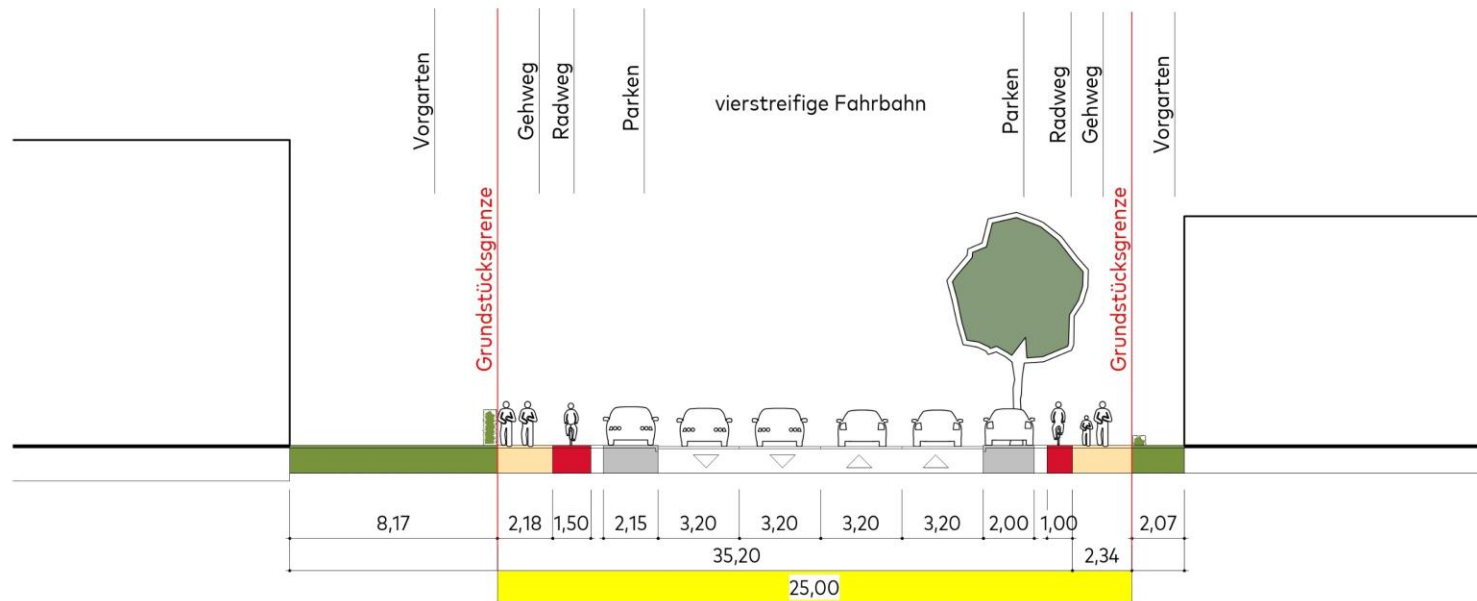 Vorgarten
Grundstücksgrenze
Gehweg
Radweg
Parken
vierstreifige Fahrbahn
Parken
Radweg
Gehweg
Grundstücksgrenze
Vorgarten
8,17
2,18
1,50
2,15
3,20
3,20
3,20
3,20
2,00
1,00
2,07
35,20
2,34
25,00